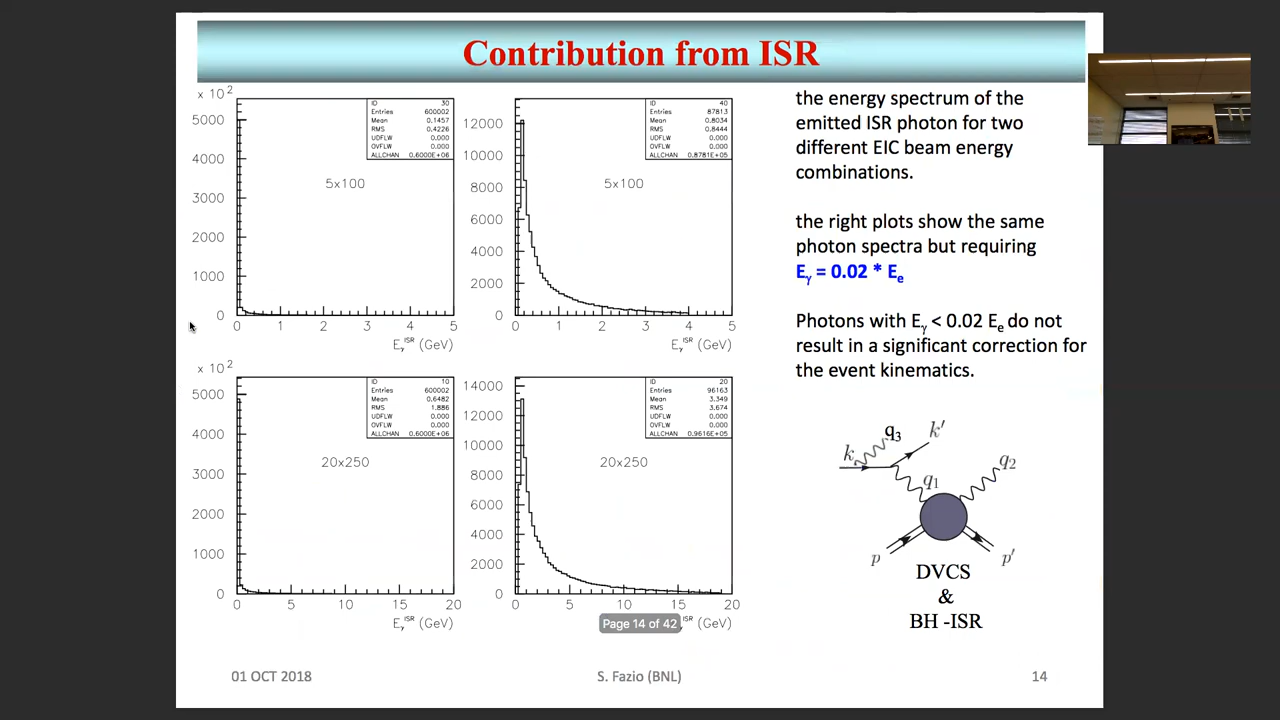 Contribution from ISR
x 10²
5000
4000
3000
2000
1000
0
0 1 2 3 4 5
E_γ^ISR (GeV)
ID 30
Entries 600002
Mean 0.1457
RMS 0.4226
UDFLW 0.000
OVFLW 0.000
ALLCHAN 0.6000E+06
5x100
12000
10000
8000
6000
4000
2000
0
0 1 2 3 4 5
E_γ^ISR (GeV)
ID 40
Entries 87813
Mean 0.8034
RMS 0.8444
UDFLW 0.000
OVFLW 0.000
ALLCHAN 0.8781E+05
5x100
x 10²
5000
4000
3000
2000
1000
0
0 5 10 15 20
E_γ^ISR (GeV)
ID 10
Entries 600002
Mean 0.6482
RMS 1.886
UDFLW 0.000
OVFLW 0.000
ALLCHAN 0.6000E+06
20x250
14000
12000
10000
8000
6000
4000
2000
0
0 5 10 15 20
ISR (GeV)
ID 20
Entries 96163
Mean 3.349
RMS 3.674
UDFLW 0.000
OVFLW 0.000
ALLCHAN 0.9616E+05
20x250
Page 14 of 42
the energy spectrum of the
emitted ISR photon for two
different EIC beam energy
combinations.
the right plots show the same
photon spectra but requiring
E_γ = 0.02 * E_e
Photons with E_γ < 0.02 E_e do not
result in a significant correction for
the event kinematics.
k
q₃
k'
q₁
q₂
p
p'
DVCS
&
BH -ISR
01 OCT 2018
S. Fazio (BNL)
14